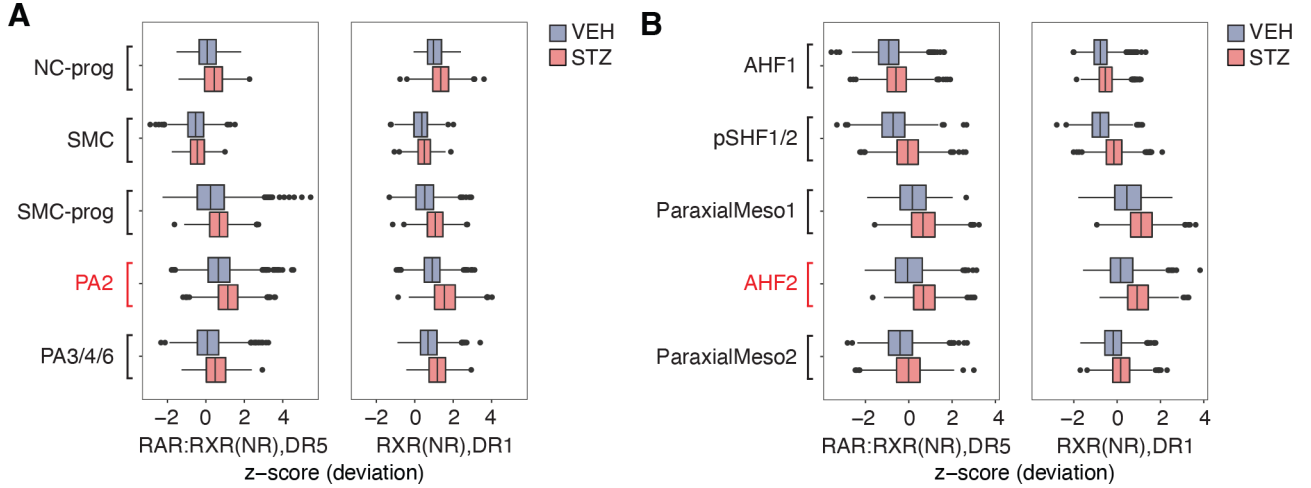 A
NC-prog
SMC
SMC-prog
PA2
PA3/4/6
VEH
STZ
−2 0 2 4
−2 0 2 4
RAR:RXR(NR),DR5
RXR(NR),DR1
z−score (deviation)
B
AHF1
pSHF1/2
ParaxialMeso1
AHF2
ParaxialMeso2
VEH
STZ
−2 0 2 4
−2 0 2 4
RAR:RXR(NR),DR5
RXR(NR),DR1
z−score (deviation)